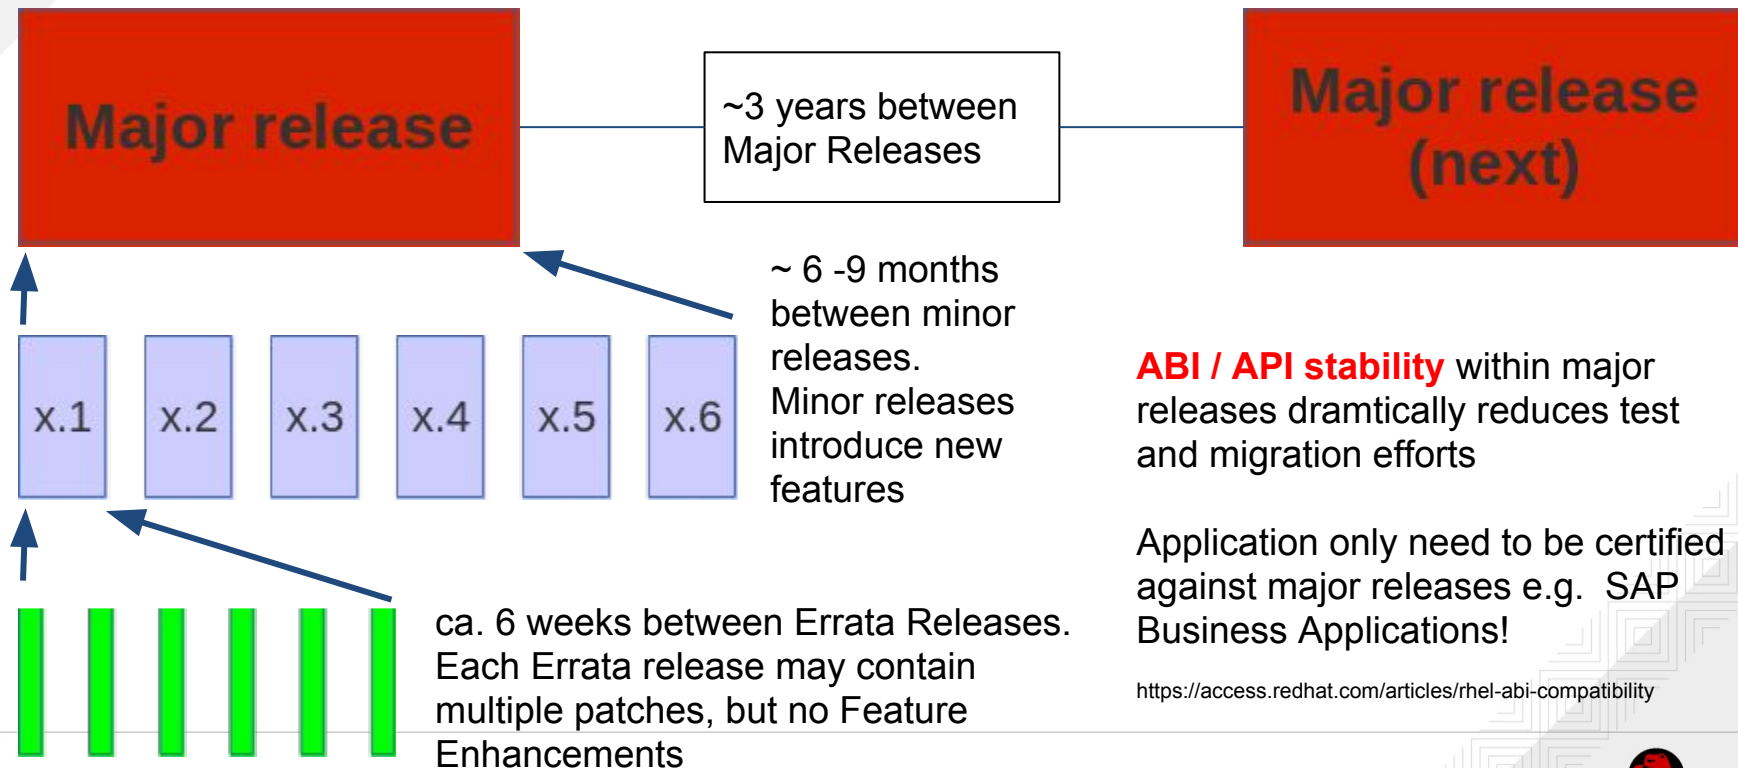 Major release
~3 years between
Major Releases
Major release
(next)
~ 6 -9 months
between minor
releases.
Minor releases
introduce new
features
x.1
x.2
x.3
x.4
x.5
x.6
ABI / API stability within major
releases dramtically reduces test
and migration efforts
Application only need to be certified
against major releases e.g.  SAP
Business Applications!
https://access.redhat.com/articles/rhel-abi-compatibility
ca. 6 weeks between Errata Releases.
Each Errata release may contain
multiple patches, but no Feature
Enhancements